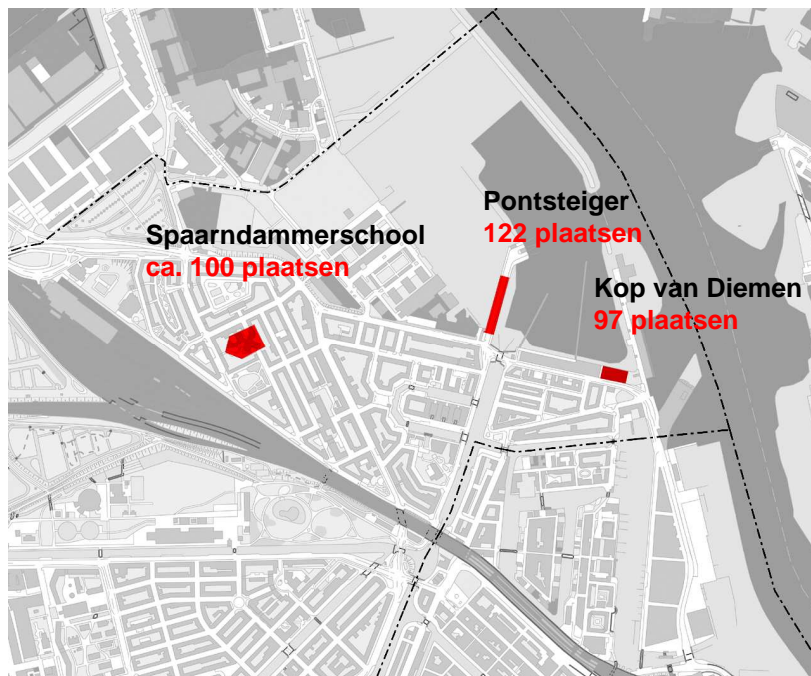 Pontsteiger
122 plaatsen
Spaarndammerschool
ca. 100 plaatsen
Kop van Diemen
97 plaatsen